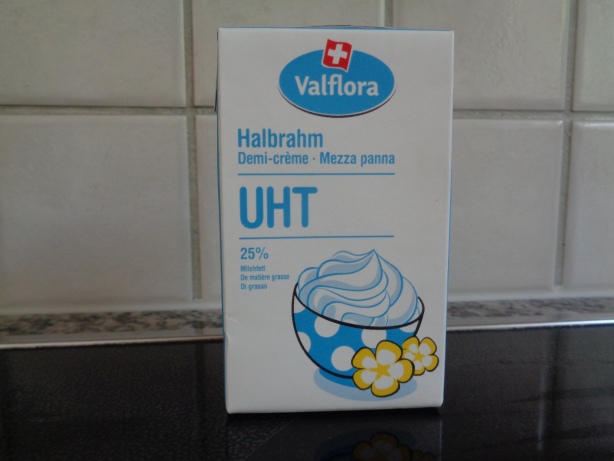 Valflora
Halbrahm
Demi-crème · Mezza panna
UHT
25%
Milchfett
De matière grasse
Di grasso